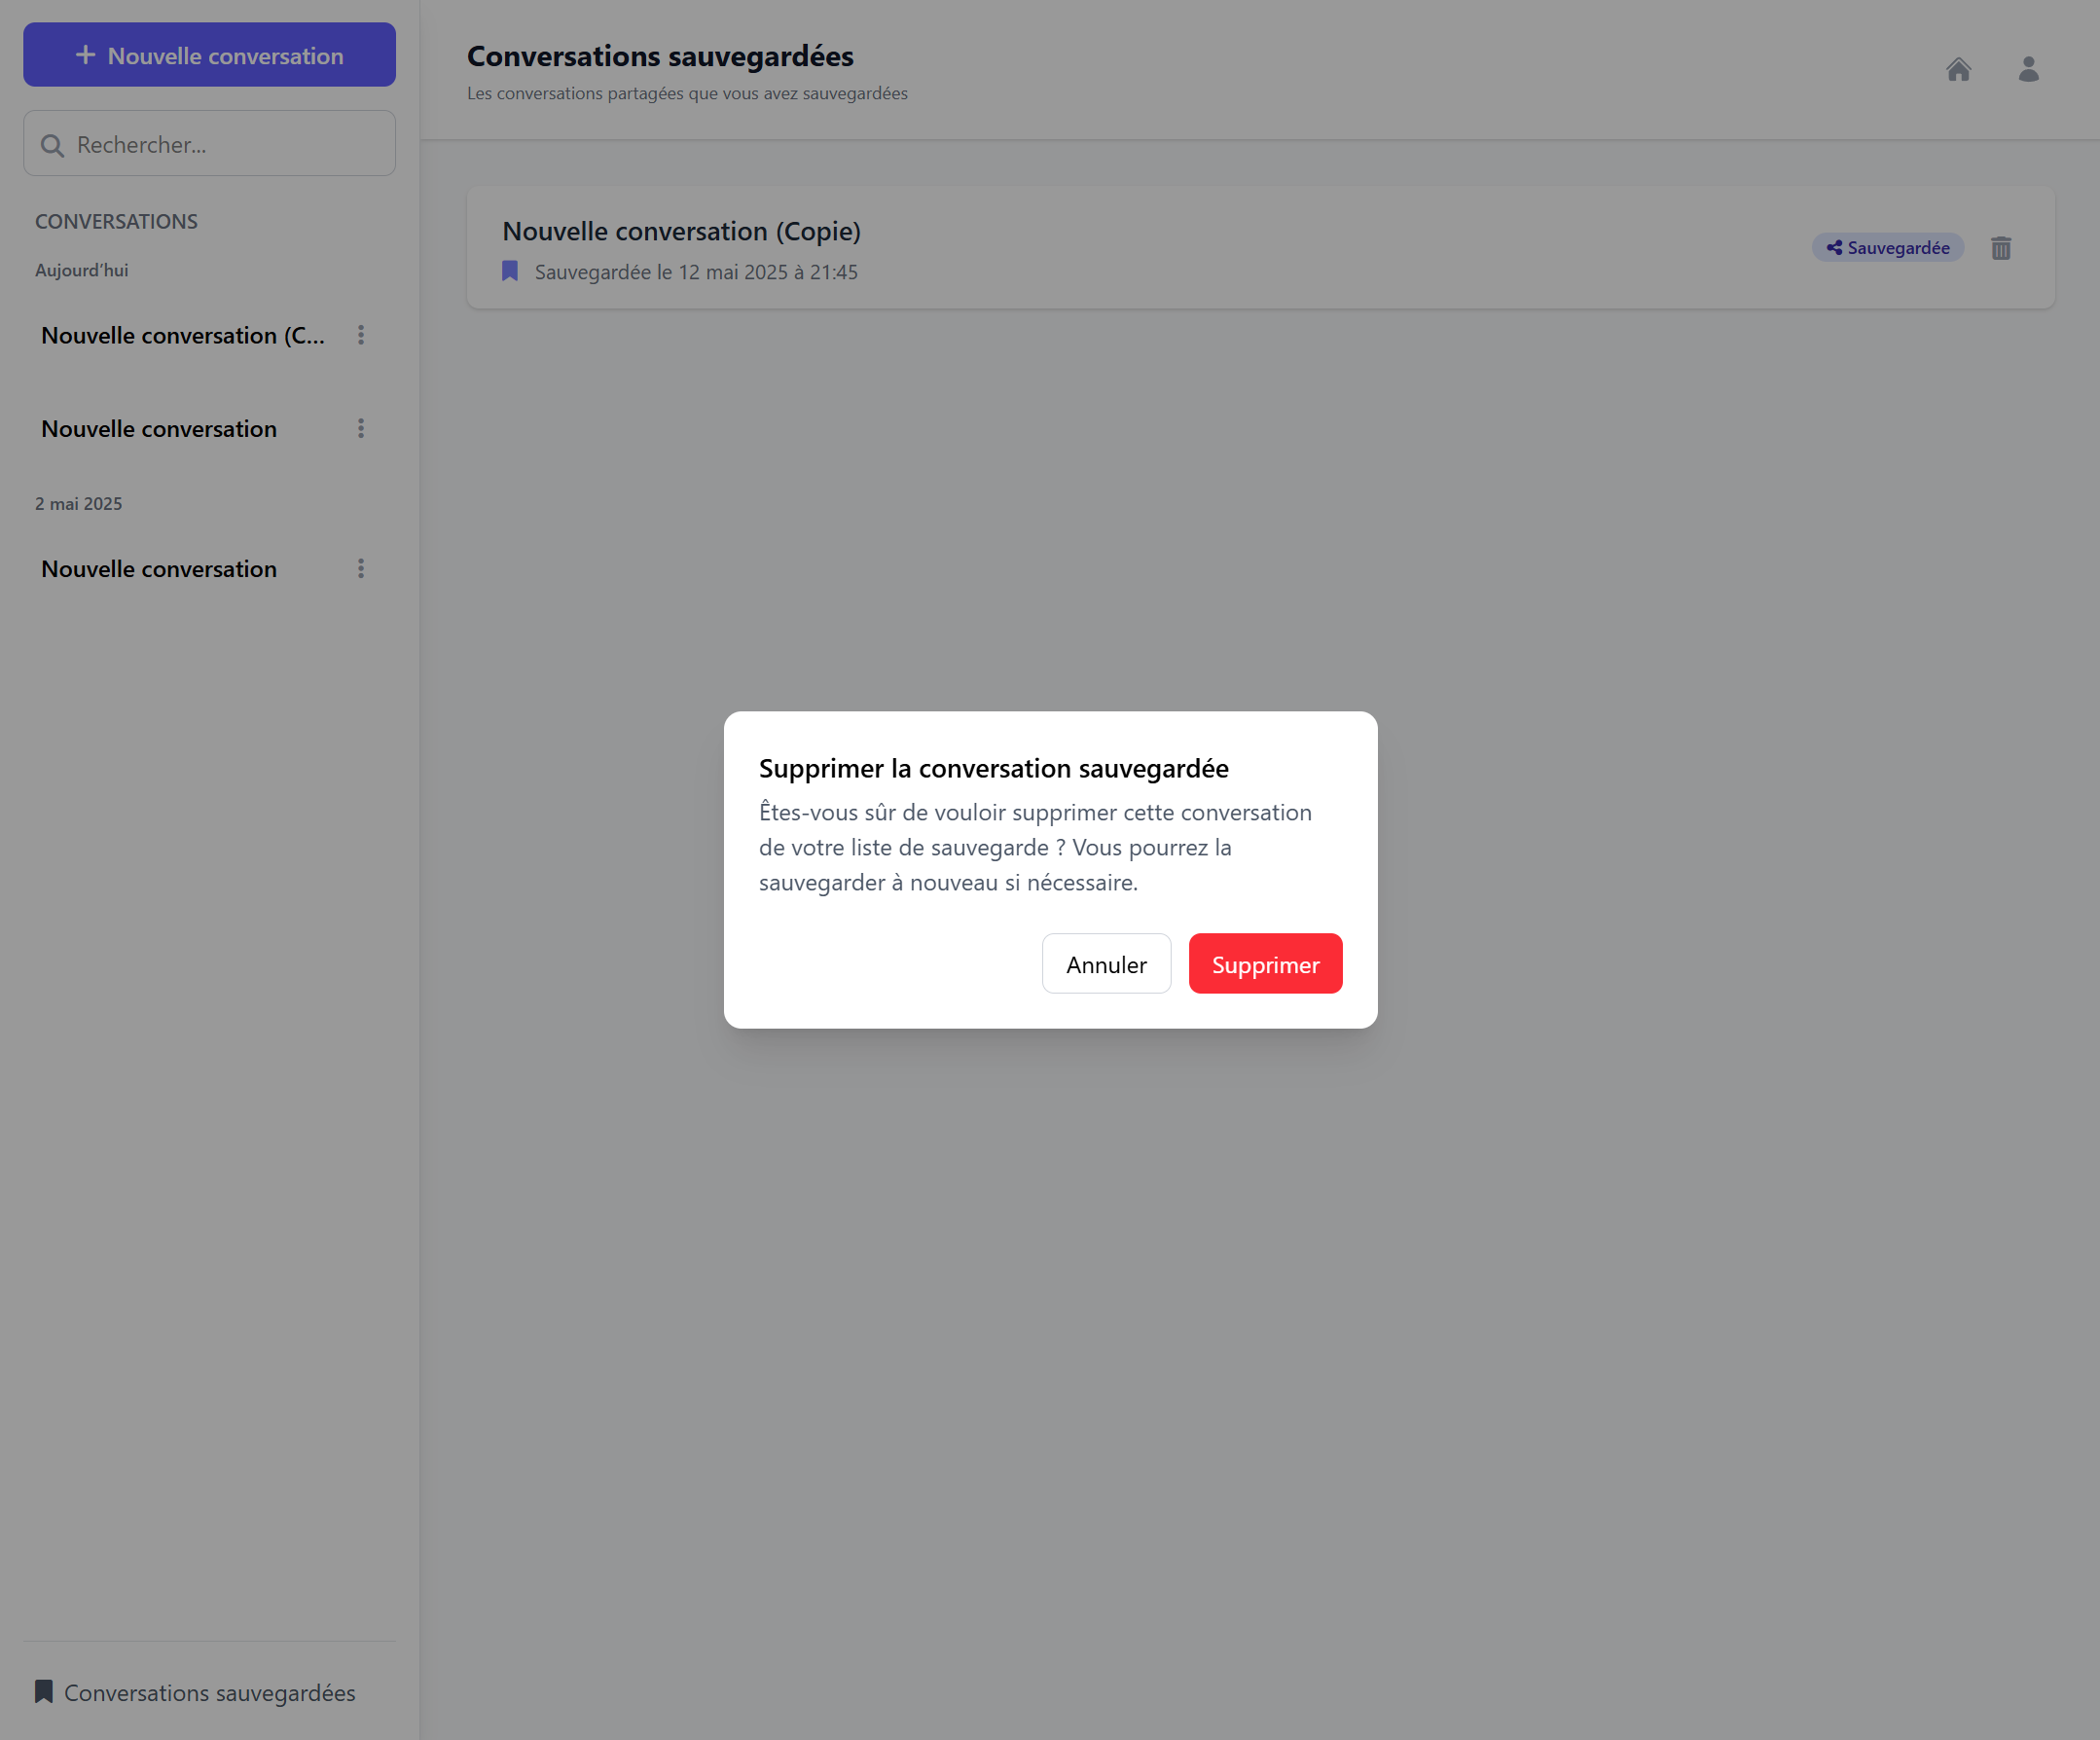 Nouvelle conversation
Rechercher...
CONVERSATIONS
Aujourd'hui
Nouvelle conversation (C...
Nouvelle conversation
2 mai 2025
Nouvelle conversation
Conversations sauvegardées
Conversations sauvegardées
Les conversations partagées que vous avez sauvegardées
Nouvelle conversation (Copie)
Sauvegardée le 12 mai 2025 à 21:45
Sauvegardée
Supprimer la conversation sauvegardée
Êtes-vous sûr de vouloir supprimer cette conversation
de votre liste de sauvegarde ? Vous pourrez la
sauvegarder à nouveau si nécessaire.
Annuler
Supprimer